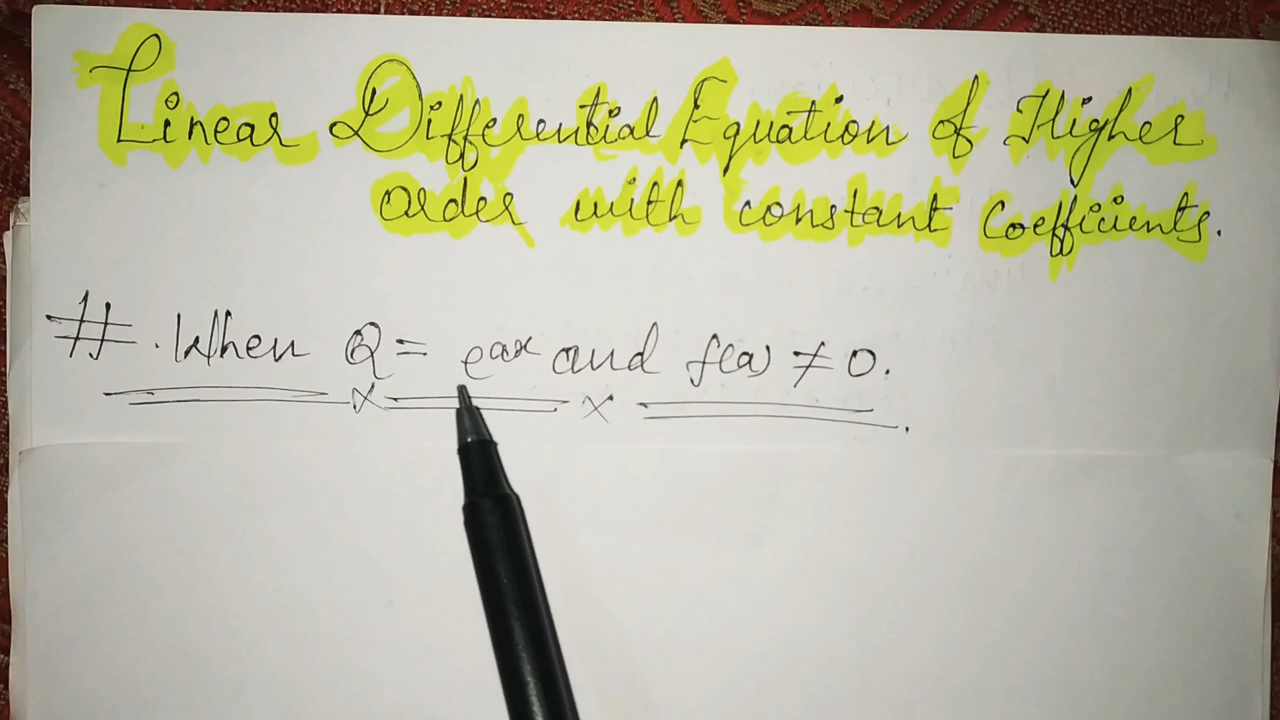 Linear Differential Equation of Higher
order with constant Coefficients.
# . When Q = e^ax and f(a) ≠ 0.